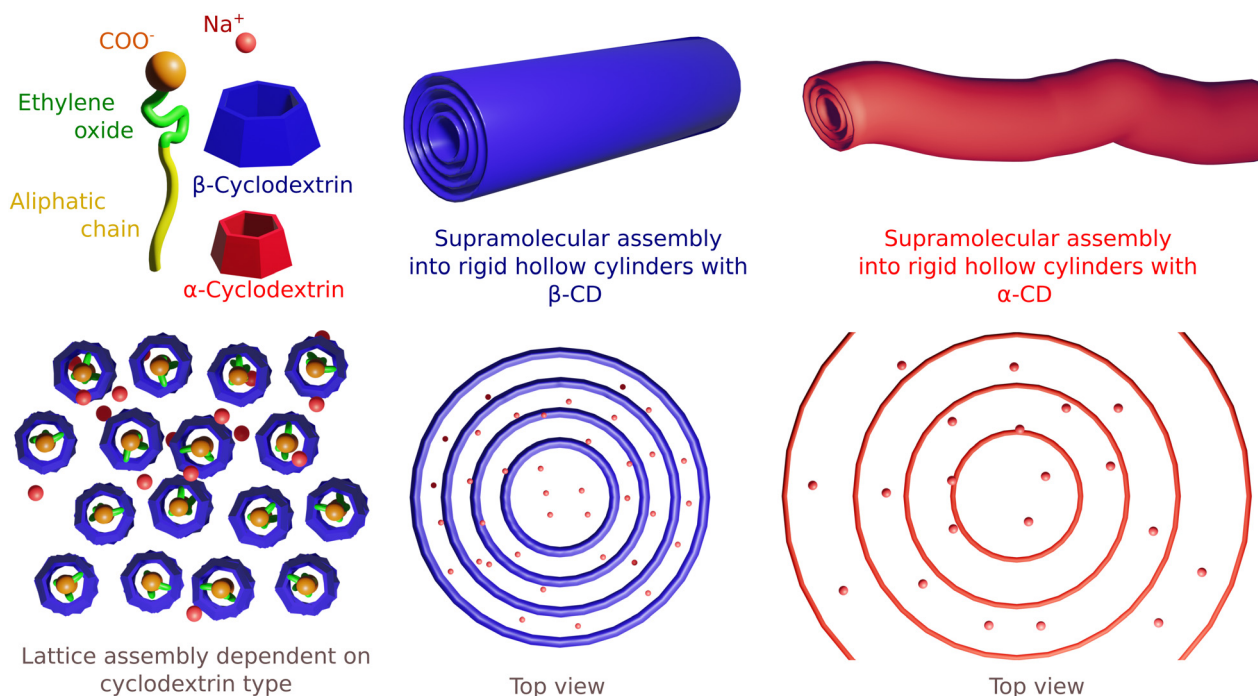 COO⁻
Na⁺
Ethylene
oxide
β-Cyclodextrin
Aliphatic
chain
α-Cyclodextrin
Supramolecular assembly
into rigid hollow cylinders with
β-CD
Supramolecular assembly
into rigid hollow cylinders with
α-CD
Lattice assembly dependent on
cyclodextrin type
Top view
Top view